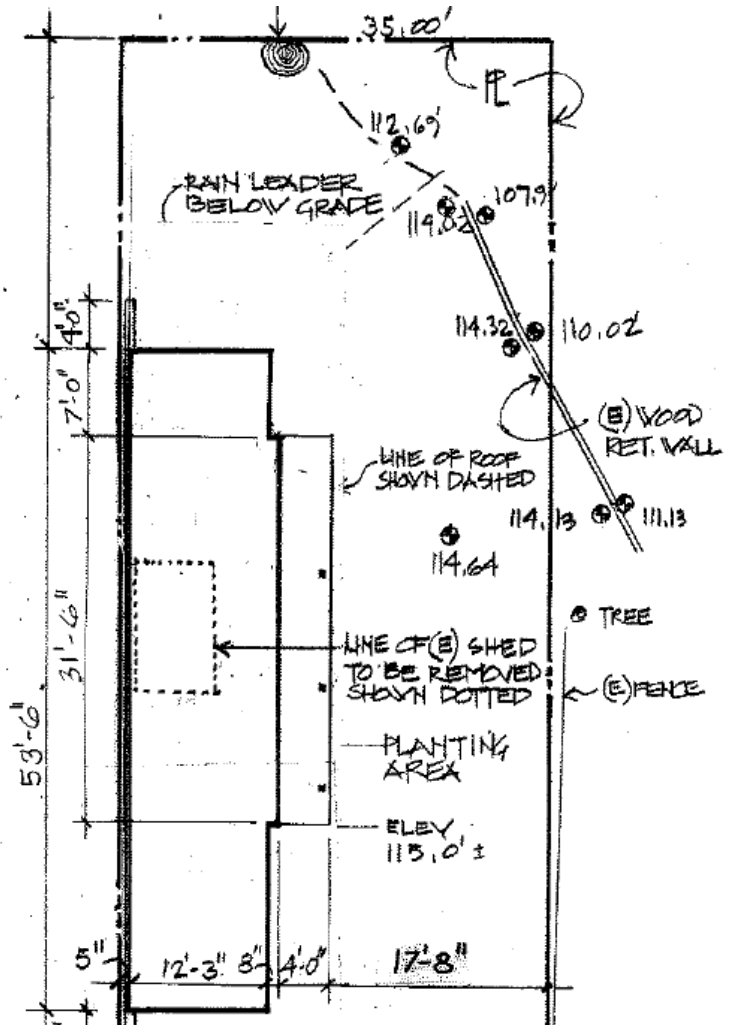 35.00'
PL
112.69'
RAIN LEADER
BELOW GRADE
107.9'
114.02'
4'-0"
114.32'
110.02'
7'-0"
(E) WOOD
RET. WALL
LINE OF ROOF
SHOWN DASHED
114.13
111.13
114.64
TREE
31'-6"
LINE OF (E) SHED
TO BE REMOVED
SHOWN DOTTED
(E) FENCE
53'-6"
PLANTING
AREA
ELEV
115.0' ±
5"
12'-3"
8"
4'-0"
17'-8"